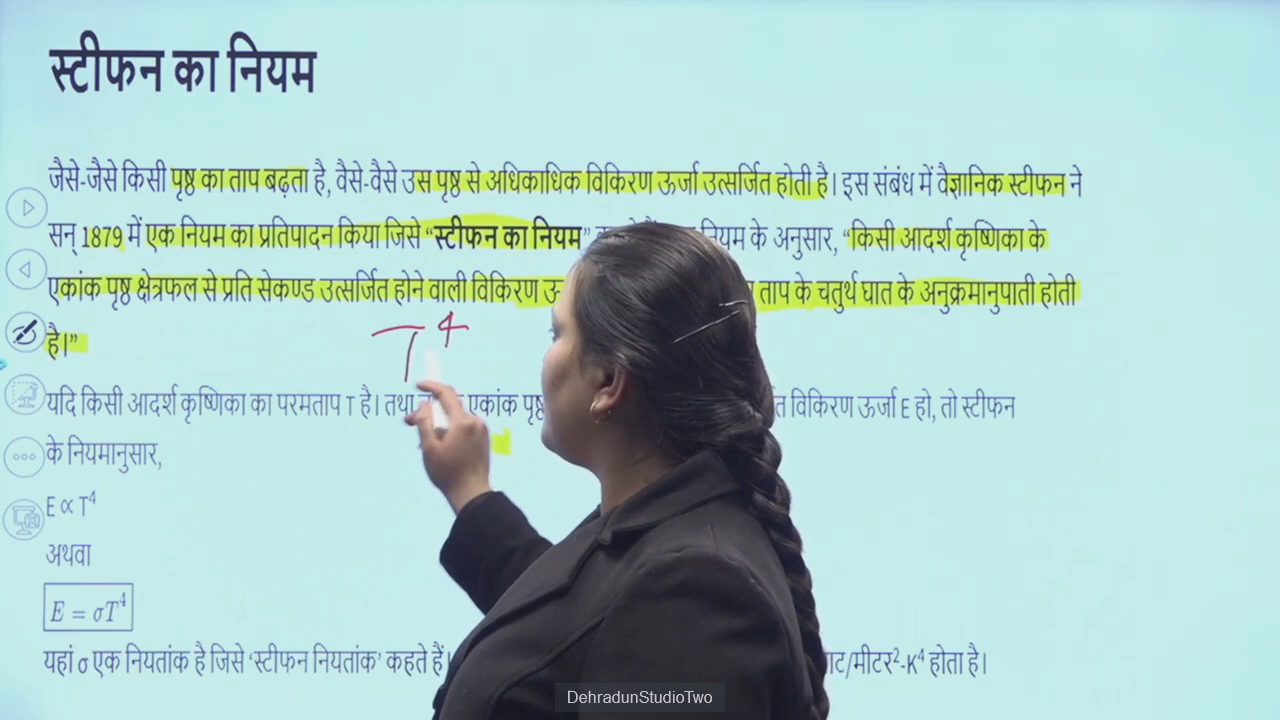 स्टीफन का नियम
जैसे-जैसे किसी पृष्ठ का ताप बढ़ता है, वैसे-वैसे उस पृष्ठ से अधिकाधिक विकिरण ऊर्जा उत्सर्जित होती है। इस संबंध में वैज्ञानिक स्टीफन ने
सन् 1879 में एक नियम का प्रतिपादन किया जिसे “स्टीफन का नियम” नियम के अनुसार, “किसी आदर्श कृष्णिका के
एकांक पृष्ठ क्षेत्रफल से प्रति सेकण्ड उत्सर्जित होने वाली विकिरण ताप के चतुर्थ घात के अनुक्रमानुपाती होती
है।”
T⁴
यदि किसी आदर्श कृष्णिका का परमताप T है। तथा एकांक विकिरण ऊर्जा E हो, तो स्टीफन
के नियमानुसार,
E ∝ T⁴
अथवा
E = σT⁴
यहां σ एक नियतांक है जिसे ‘स्टीफन नियतांक’ कहते हैं। /मीटर²-K⁴ होता है।
DehradunStudioTwo